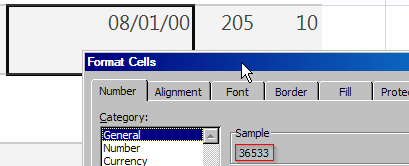 08/01/00 205 10
Format Cells
Number Alignment Font Border Fill
Category:
General
Number
Currency
Sample
36533